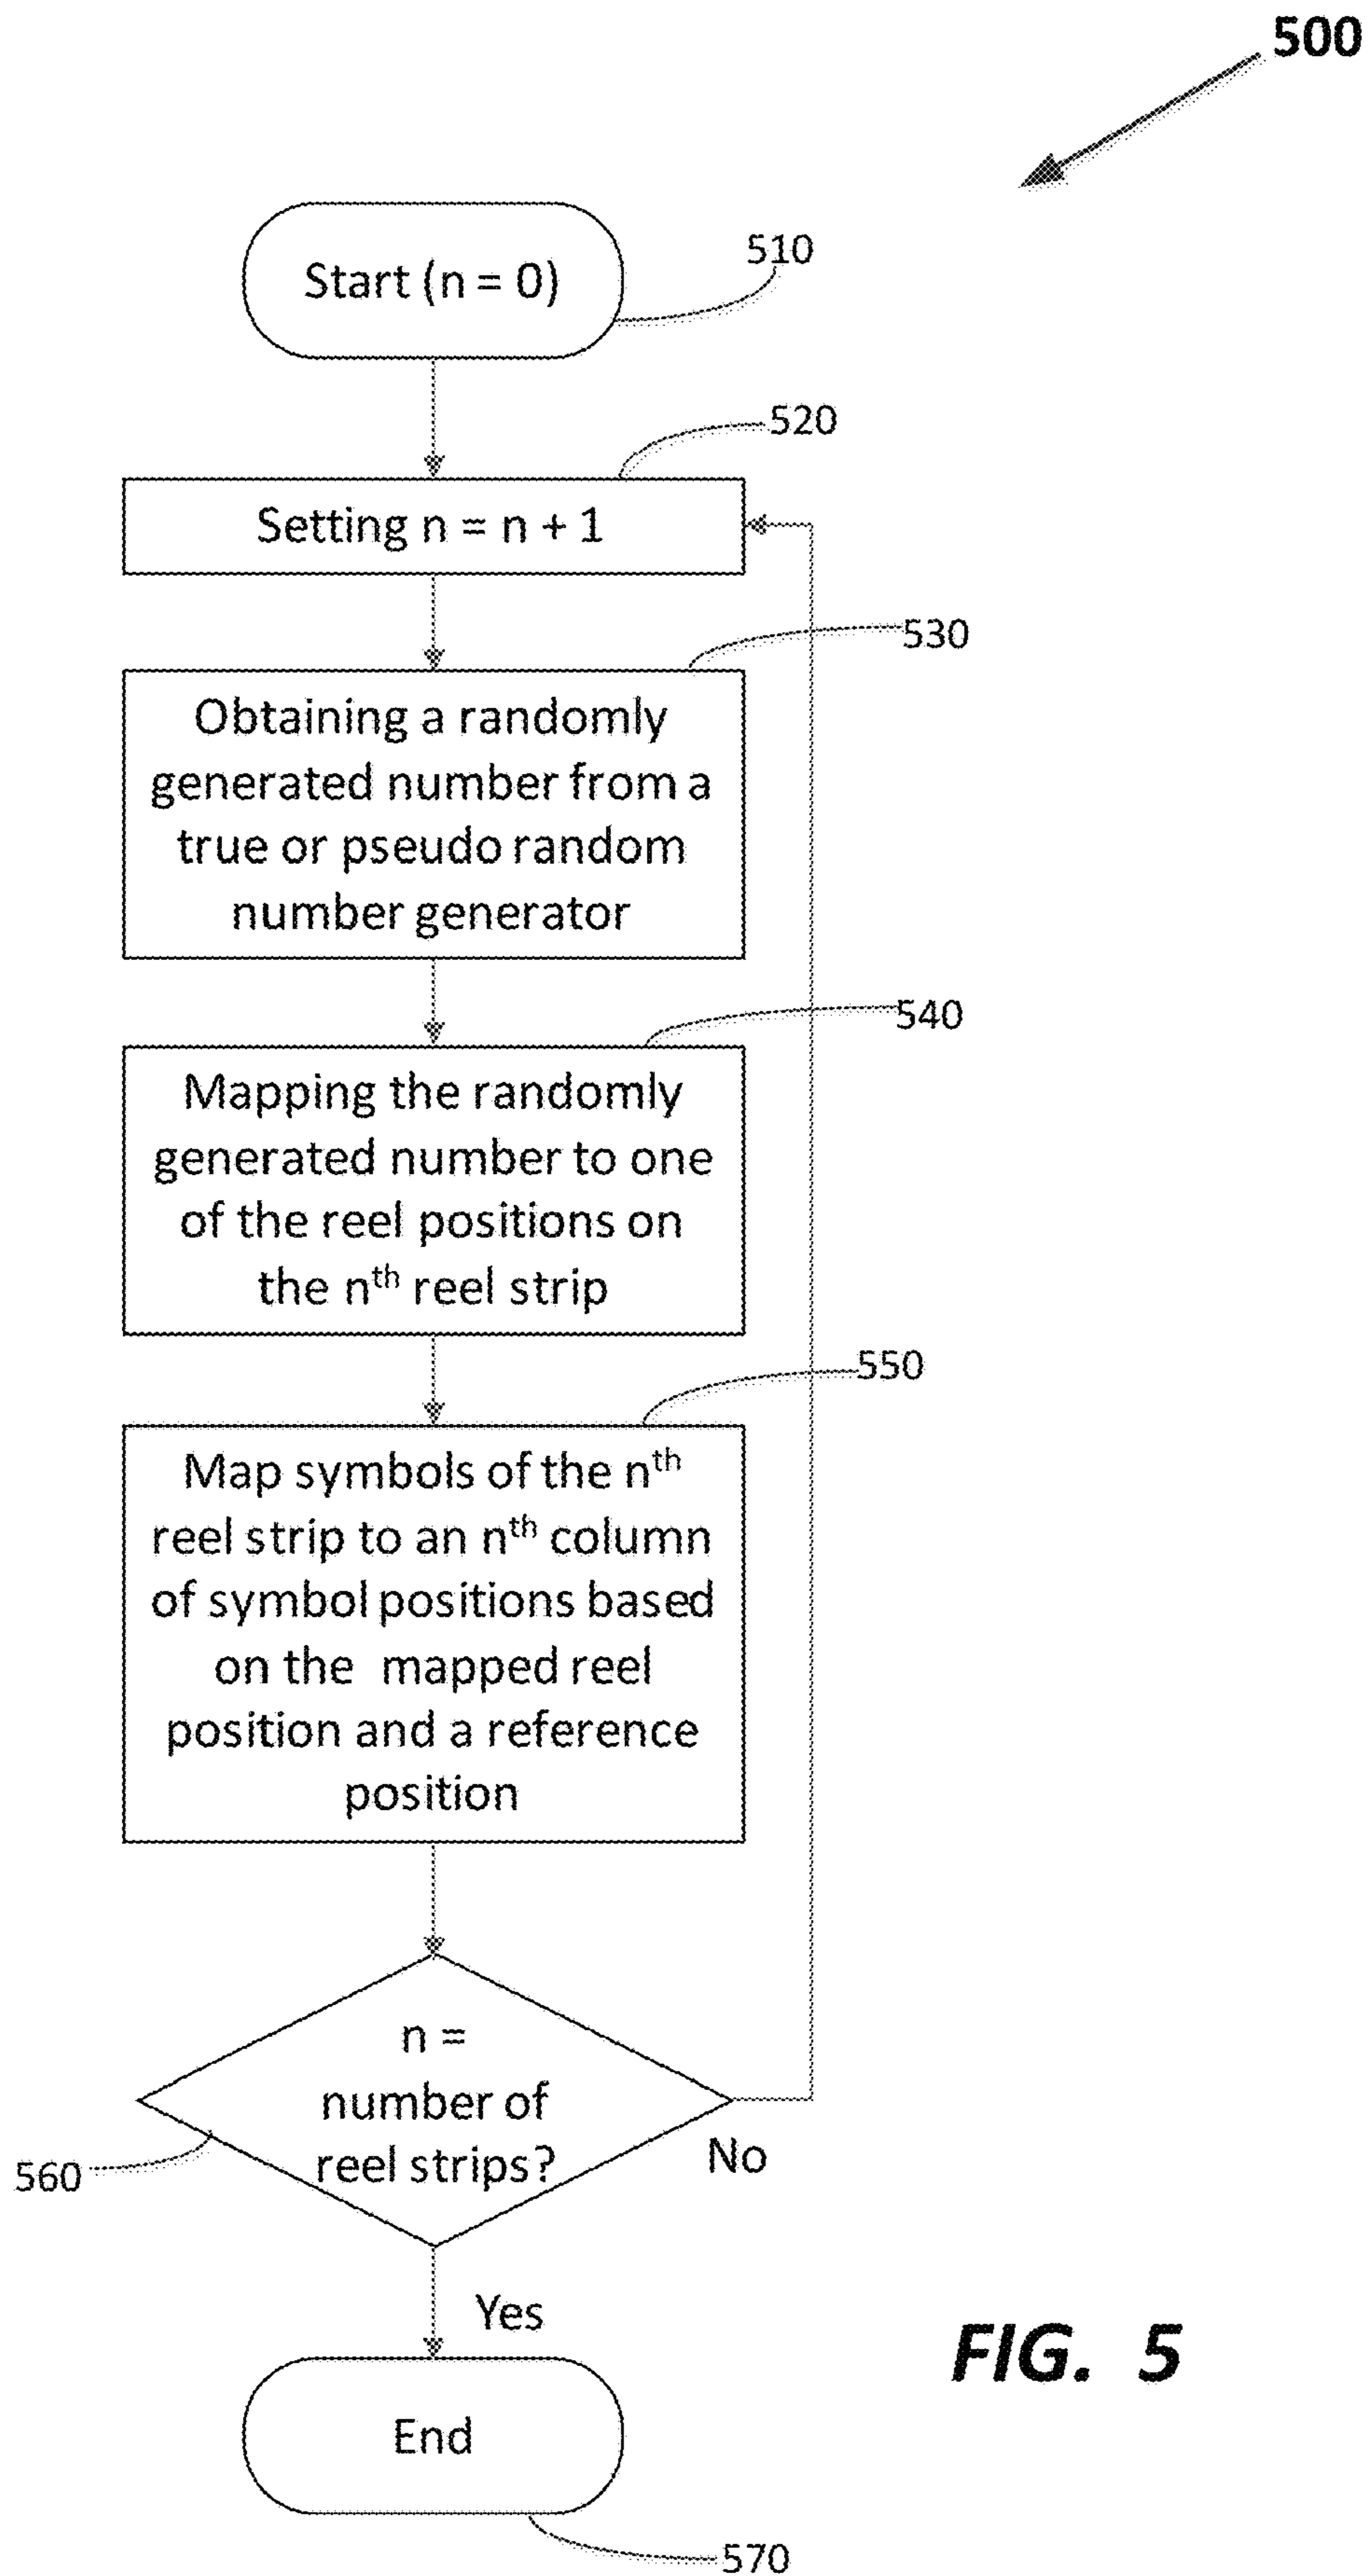 500
Start (n = 0)
510
520
Setting n = n + 1
530
Obtaining a randomly
generated number from a
true or pseudo random
number generator
540
Mapping the randomly
generated number to one
of the reel positions on
the nth reel strip
550
Map symbols of the nth
reel strip to an nth column
of symbol positions based
on the mapped reel
position and a reference
position
n =
number of
reel strips?
No
560
Yes
FIG. 5
End
570